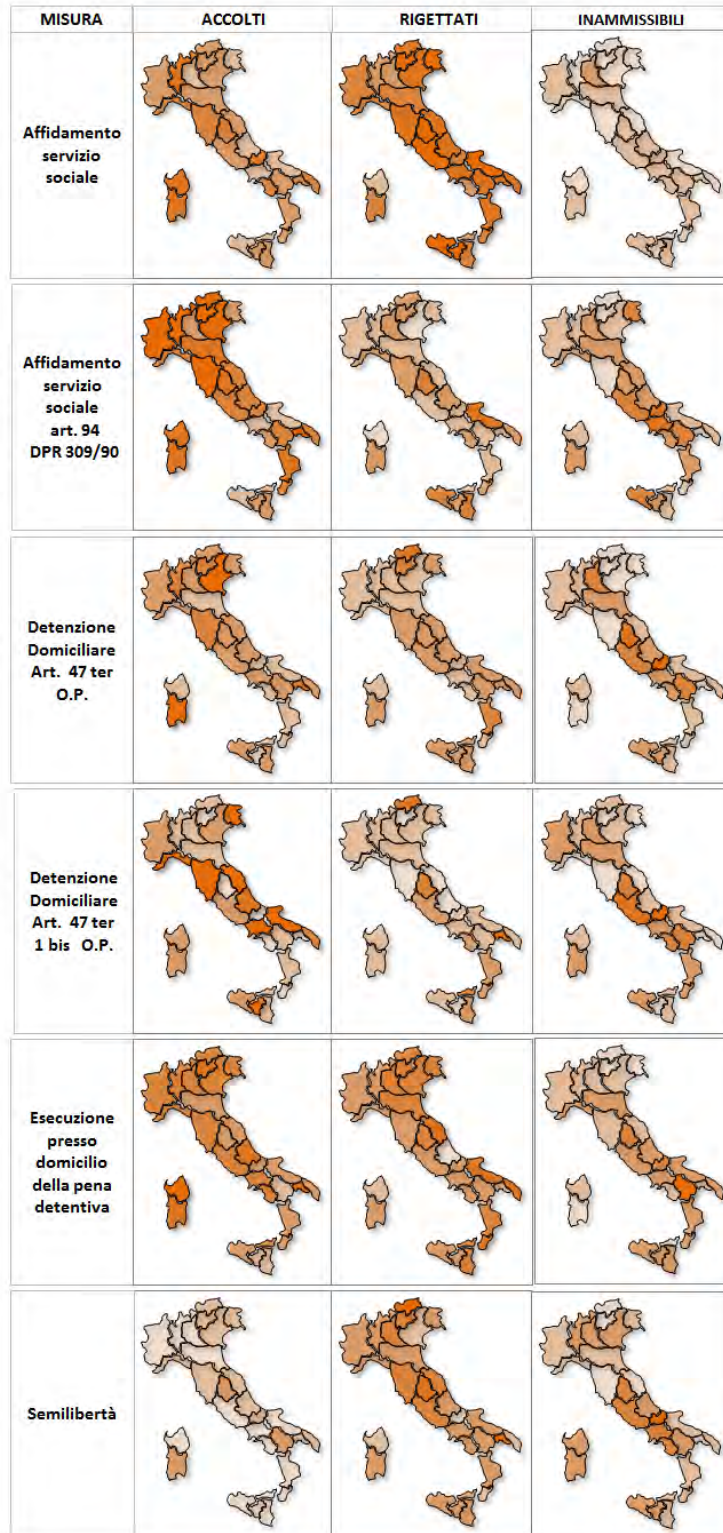 MISURA
ACCOLTI
RIGETTATI
INAMMISSIBILI
Affidamento
servizio
sociale
Affidamento
servizio
sociale
art. 94
DPR 309/90
Detenzione
Domiciliare
Art. 47 ter
O.P.
Detenzione
Domiciliare
Art. 47 ter
1 bis O.P.
Esecuzione
presso
domicilio
della pena
detentiva
Semilibertà